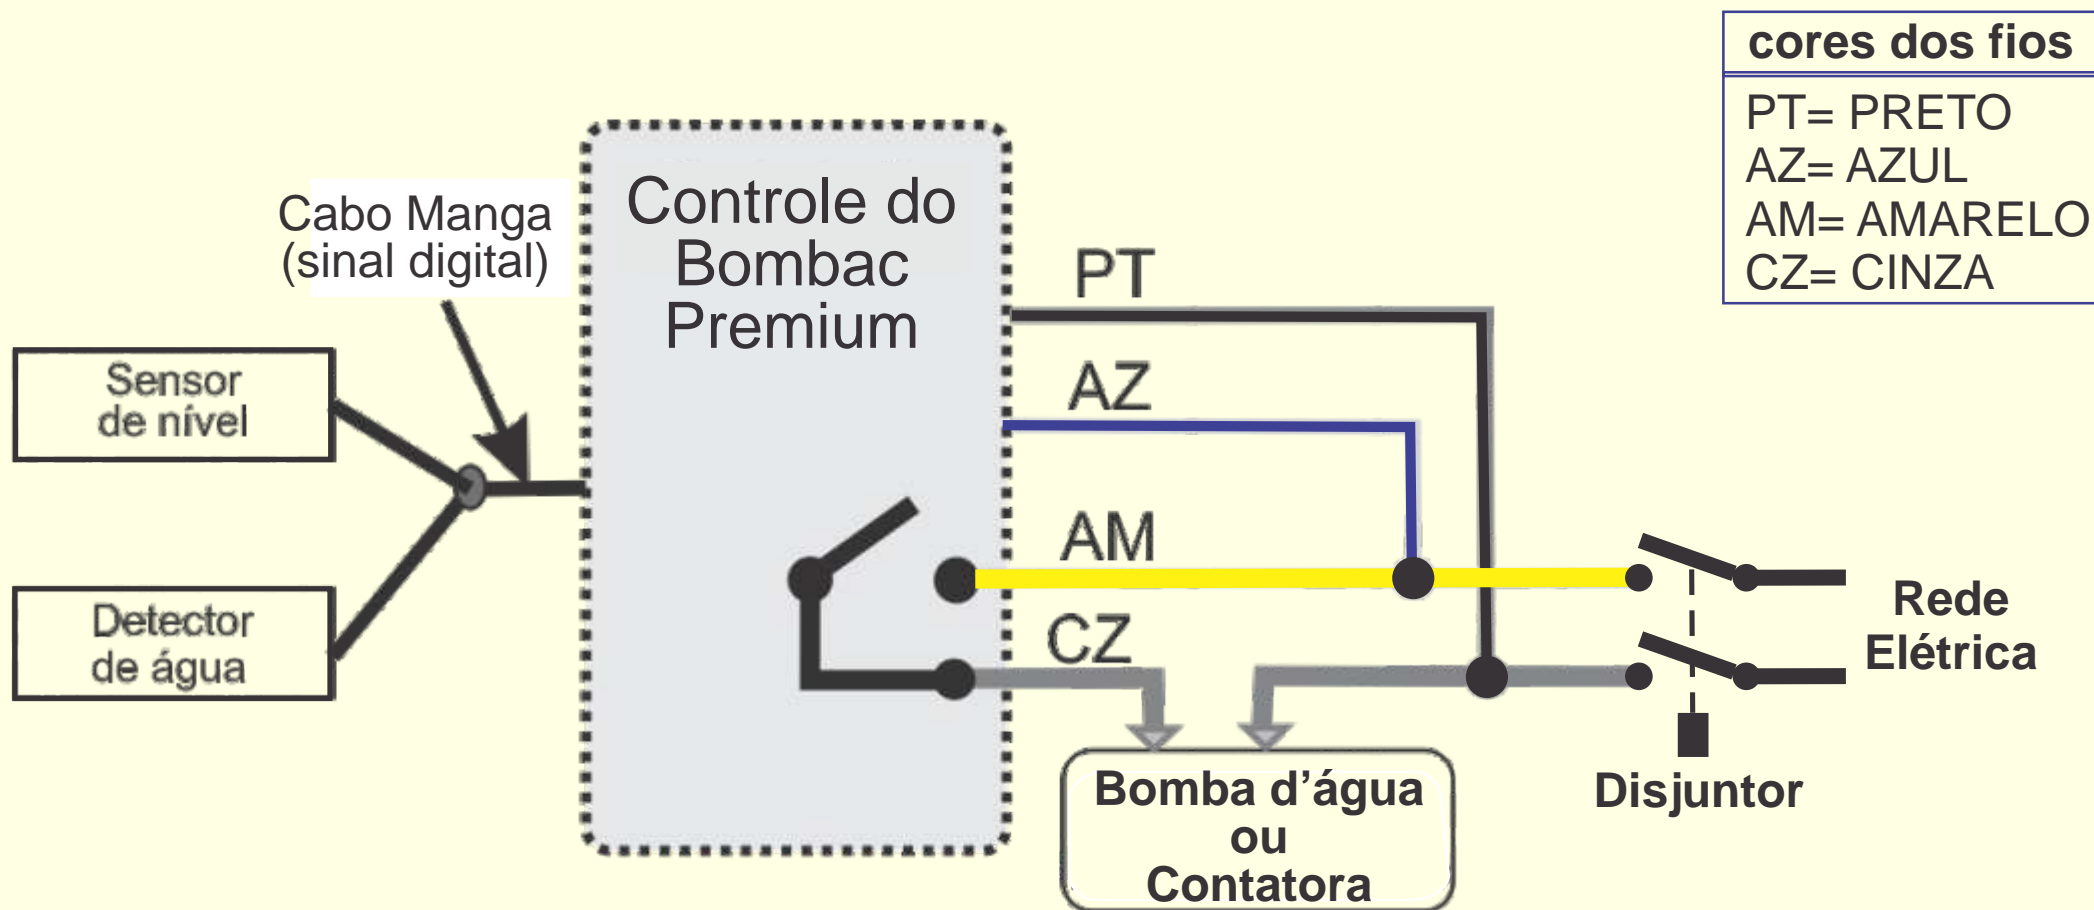 cores dos fios
PT= PRETO
AZ= AZUL
AM= AMARELO
CZ= CINZA
Cabo Manga
(sinal digital)
Controle do
Bombac
Premium
Sensor
de nível
Detector
de água
PT
AZ
AM
CZ
Rede
Elétrica
Disjuntor
Bomba d’água
ou
Contatora